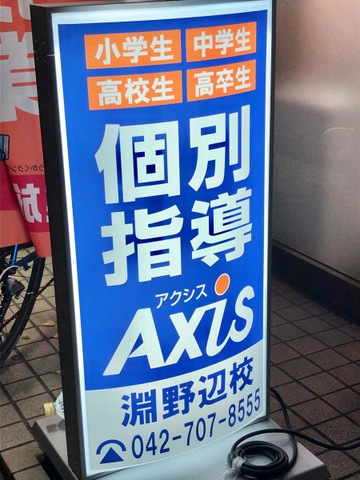 小学生 中学生
高校生 高卒生
個別
指導
アクシス
Axis
淵野辺校
042-707-8555